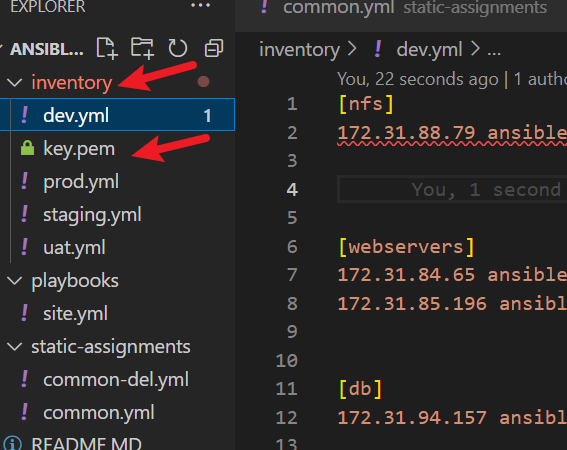 EXPLORER
ANSIBL...
inventory
dev.yml 1
key.pem
prod.yml
staging.yml
uat.yml
playbooks
site.yml
static-assignments
common-del.yml
common.yml
README.MD
common.yml static-assignments
inventory > dev.yml > ...
You, 22 seconds ago | 1 autho
1 [nfs]
2 172.31.88.79 ansible
3
4 You, 1 second
5
6 [webservers]
7 172.31.84.65 ansible
8 172.31.85.196 ansibl
9
10
11 [db]
12 172.31.94.157 ansibl
13